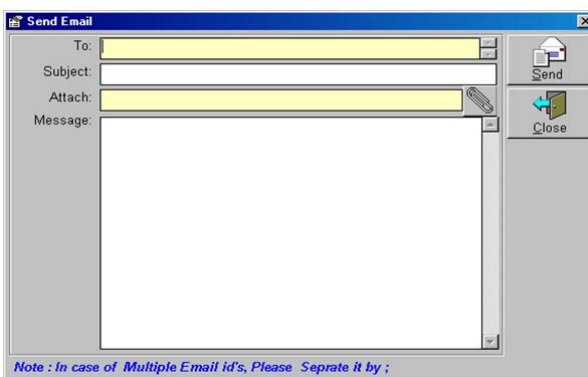 Send Email
To:
Subject:
Attach:
Message:
Send
Close
Note : In case of Multiple Email id's, Please Seprate it by ;